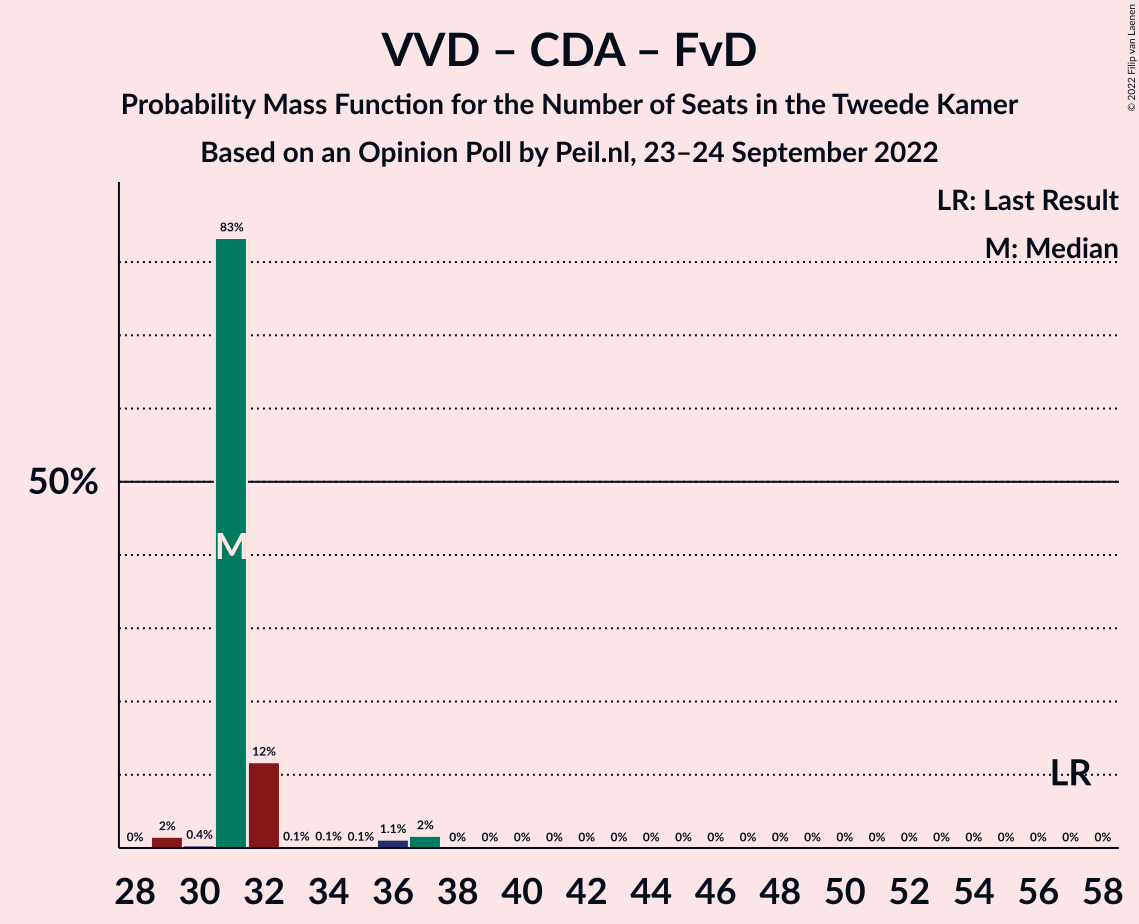 VVD – CDA – FvD
Probability Mass Function for the Number of Seats in the Tweede Kamer
Based on an Opinion Poll by Peil.nl, 23–24 September 2022
© 2022 Filip van Laenen
LR: Last Result
M: Median
83%
50%
M
12%
LR
0% 2% 0.4% 0.1% 0.1% 0.1% 1.1% 2% 0% 0% 0% 0% 0% 0% 0% 0% 0% 0% 0% 0% 0% 0% 0% 0% 0% 0% 0% 0% 0%
28 30 32 34 36 38 40 42 44 46 48 50 52 54 56 58